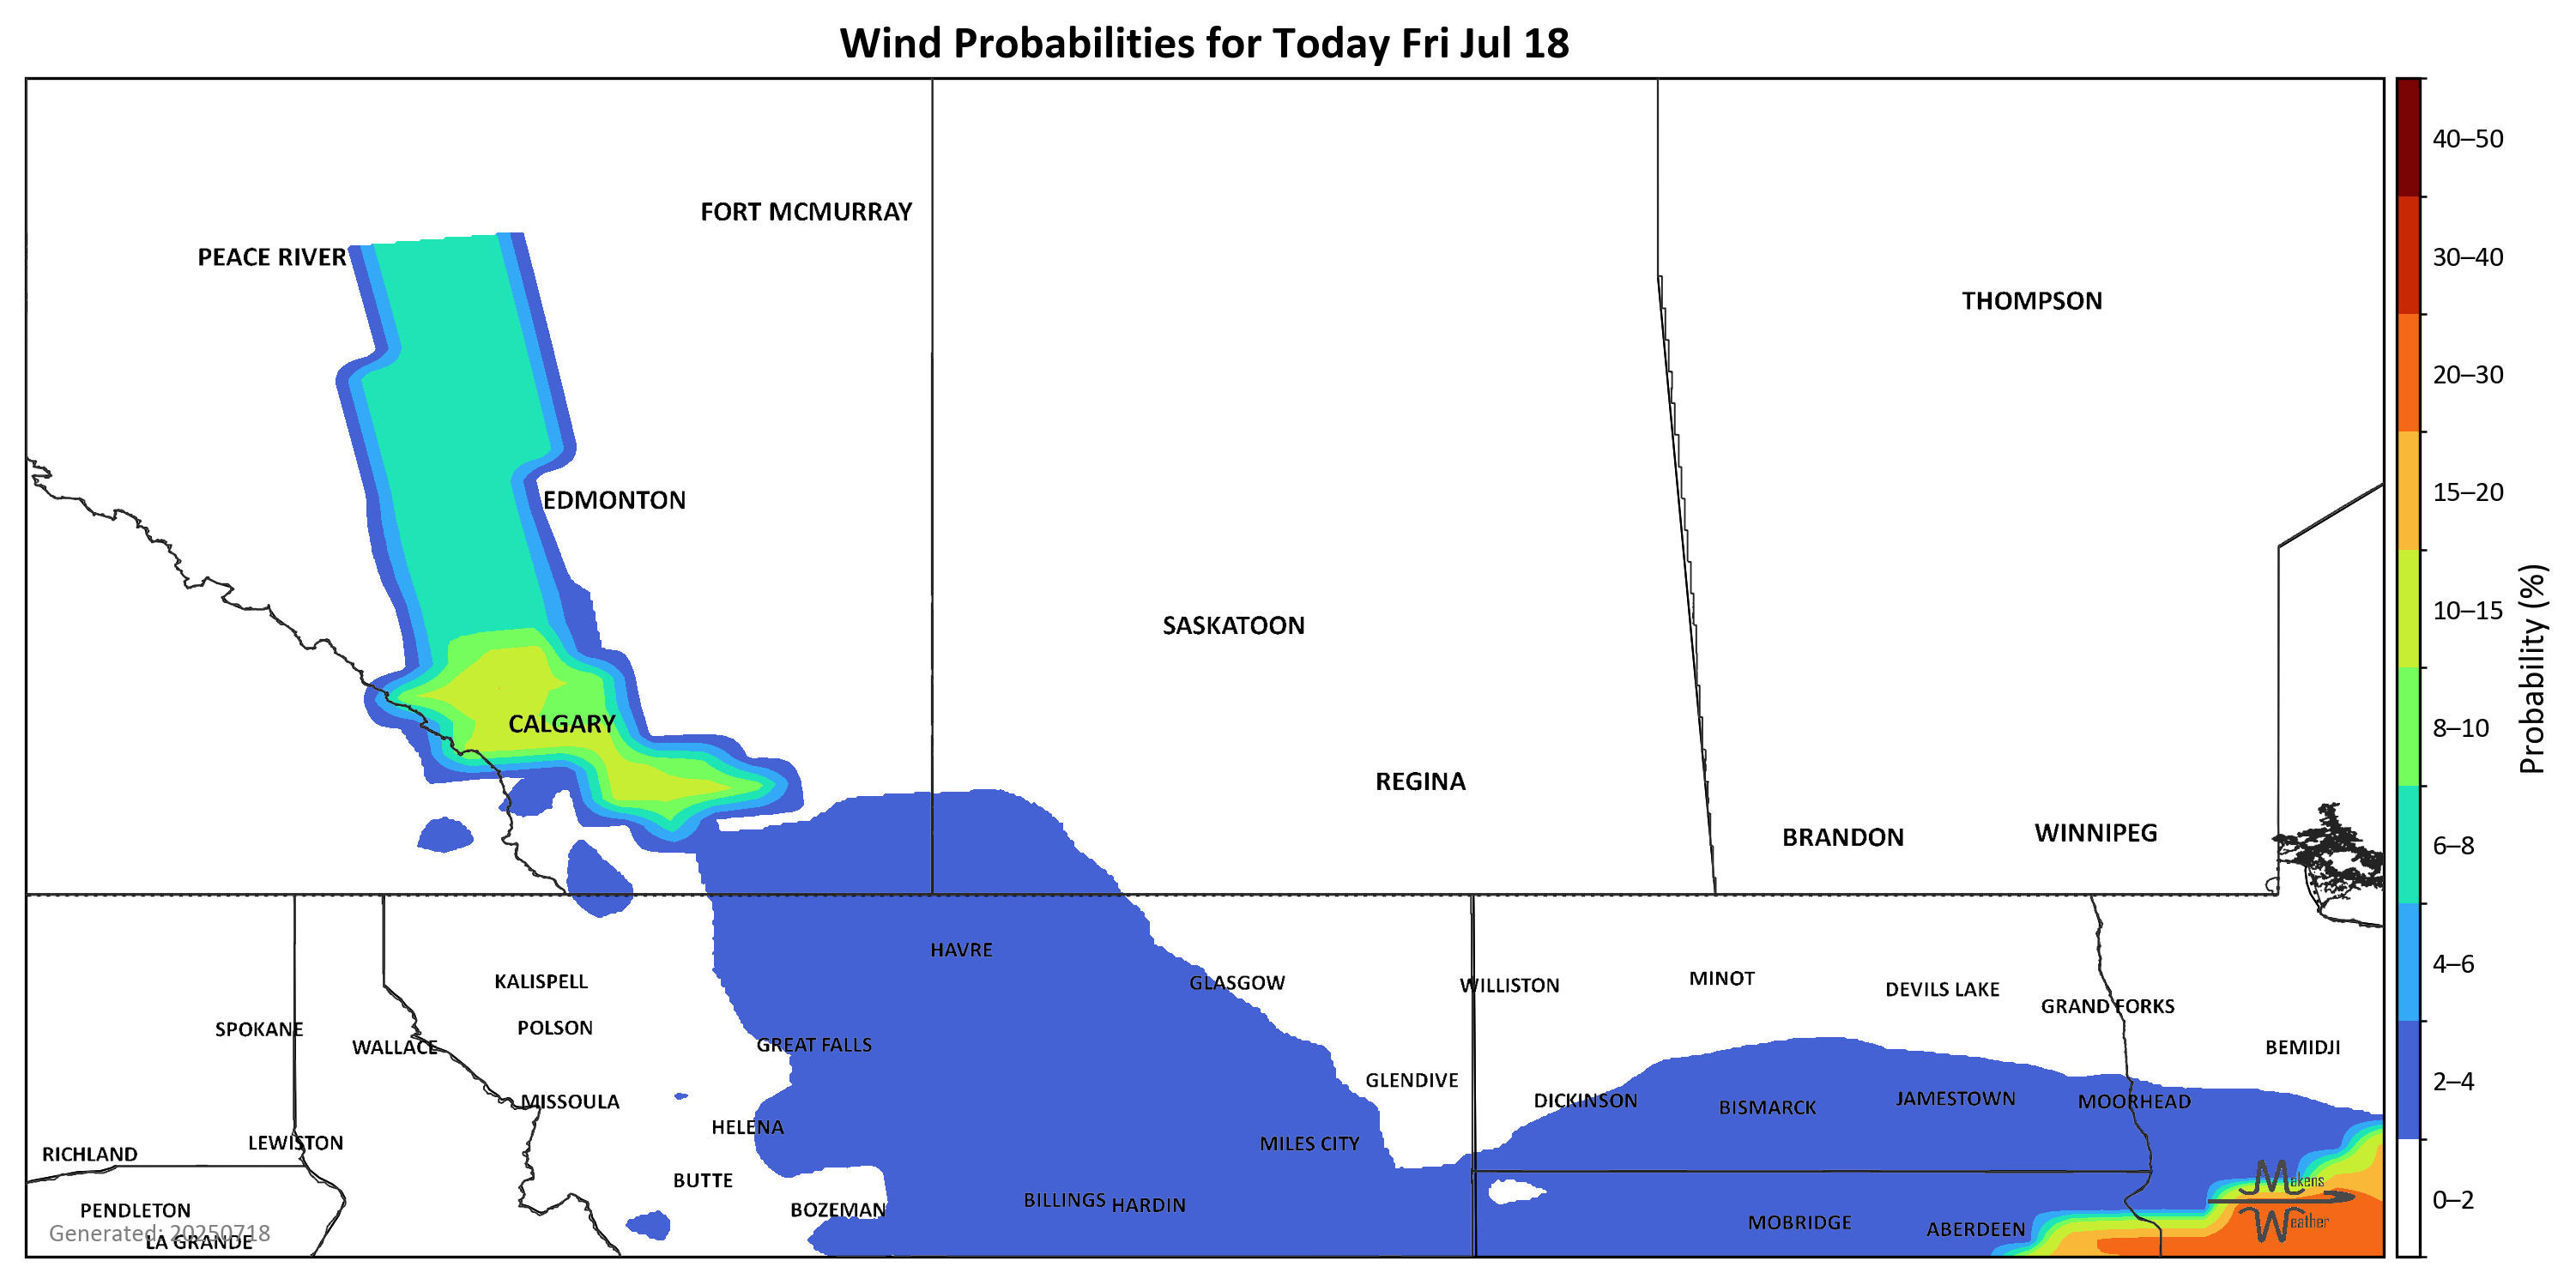 Wind Probabilities for Today Fri Jul 18
40–50
FORT MCMURRAY
PEACE RIVER
30–40
THOMPSON
20–30
EDMONTON
15–20
SASKATOON
10–15
CALGARY
8–10
Probability (%)
REGINA
BRANDON
WINNIPEG
6–8
HAVRE
4–6
KALISPELL
GLASGOW
WILLISTON
MINOT
DEVILS LAKE
GRAND FORKS
SPOKANE
POLSON
WALLACE
GREAT FALLS
BEMIDJI
GLENDIVE
2–4
MISSOULA
DICKINSON
BISMARCK
JAMESTOWN
MOORHEAD
HELENA
LEWISTON
MILES CITY
RICHLAND
BUTTE
Makens
Weather
0–2
PENDLETON
BOZEMAN
BILLINGS
HARDIN
MOBRIDGE
ABERDEEN
Generated: 20250718
LA GRANDE